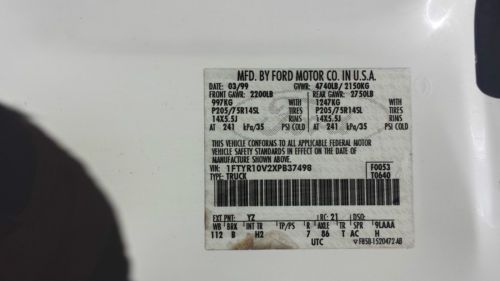 MFD. BY FORD MOTOR CO. IN U.S.A.
DATE: 03/99 GVWR: 4740LB/ 2150KG
FRONT GAWR: 2200LB REAR GAWR: 2750LB
997KG WITH 1247KG WITH
P205/75R14SL TIRES P205/75R14SL TIRES
14X5.5J RIMS 14X5.5J RIMS
AT 241 kPa/35 PSI COLD AT 241 kPa/35 PSI COLD
THIS VEHICLE CONFORMS TO ALL APPLICABLE FEDERAL MOTOR
VEHICLE SAFETY STANDARDS IN EFFECT ON THE DATE OF
MANUFACTURE SHOWN ABOVE.
VIN: 1FTYR10V2XPB37498 F0053
TYPE: TRUCK T0640
EXT PNT: YZ RC: 21 DSO:
WB BRK INT TR TP/PS R AXLE TR SPR 9LAAA
112 B H2 7 86 T AC H
UTC F85B-1520472-AB